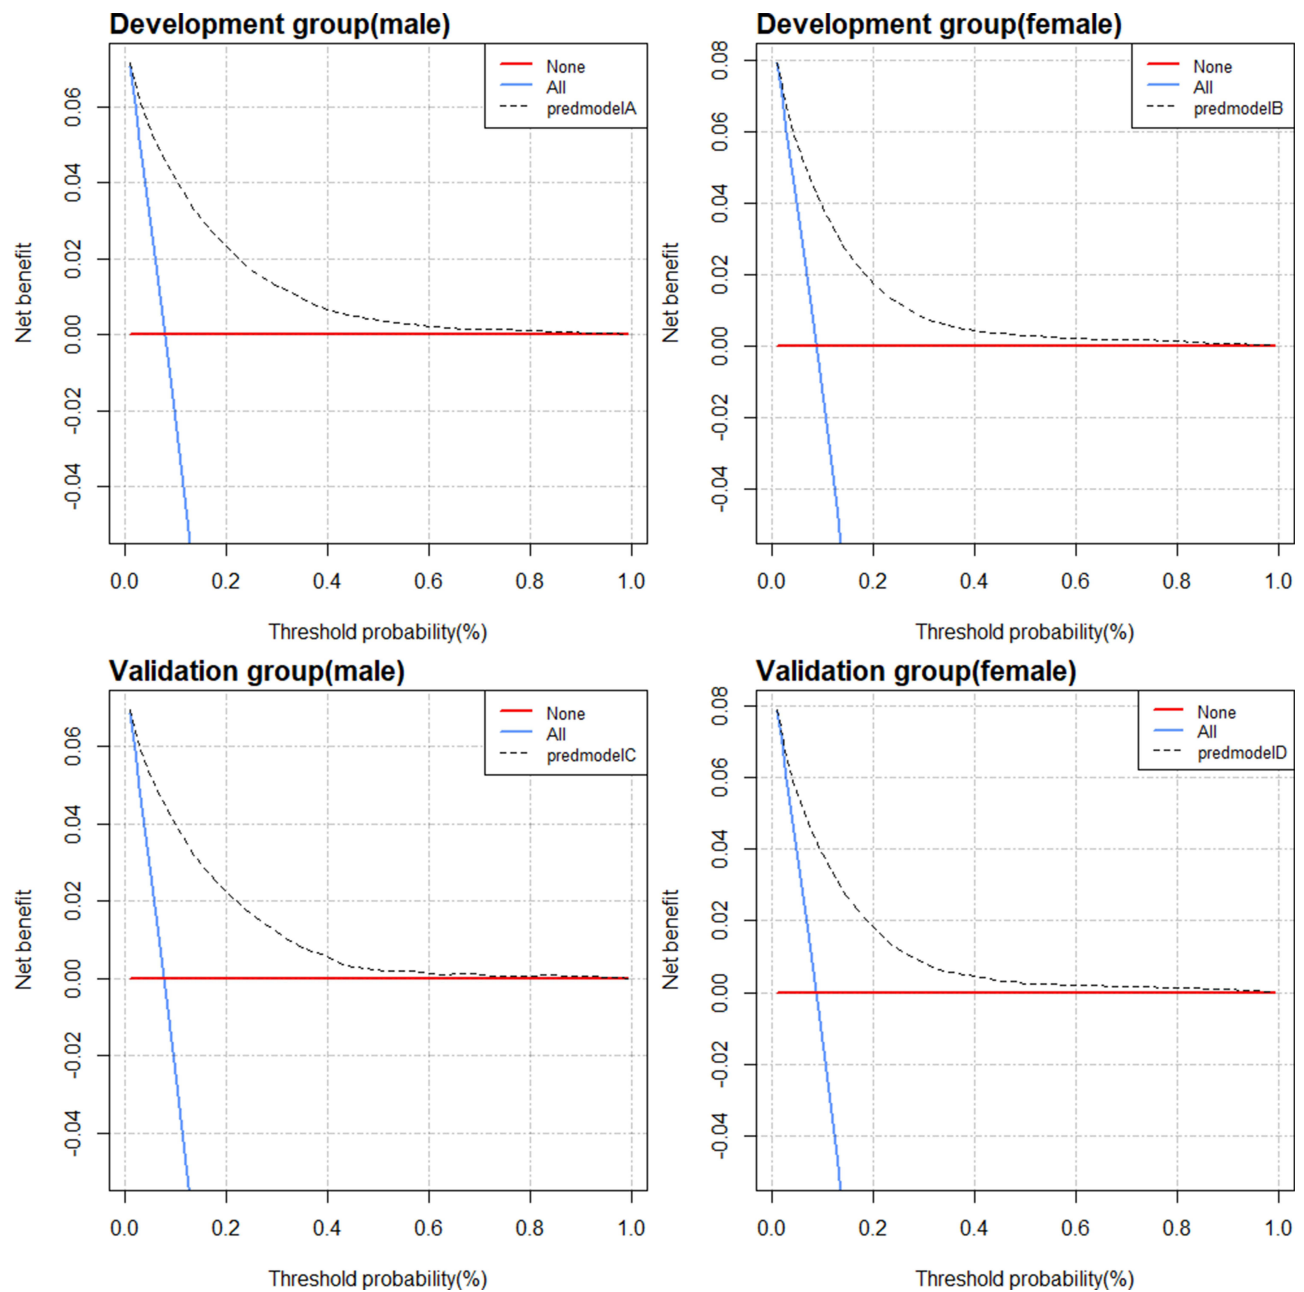 Development group(male)
None
All
predmodelA
Net benefit
0.06
0.04
0.02
0.00
-0.02
-0.04
0.0 0.2 0.4 0.6 0.8 1.0
Threshold probability(%)
Development group(female)
None
All
predmodelB
Net benefit
0.08
0.06
0.04
0.02
0.00
-0.02
-0.04
0.0 0.2 0.4 0.6 0.8 1.0
Threshold probability(%)
Validation group(male)
None
All
predmodelC
Net benefit
0.06
0.04
0.02
0.00
-0.02
-0.04
0.0 0.2 0.4 0.6 0.8 1.0
Threshold probability(%)
Validation group(female)
None
All
predmodelD
Net benefit
0.08
0.06
0.04
0.02
0.00
-0.02
-0.04
0.0 0.2 0.4 0.6 0.8 1.0
Threshold probability(%)